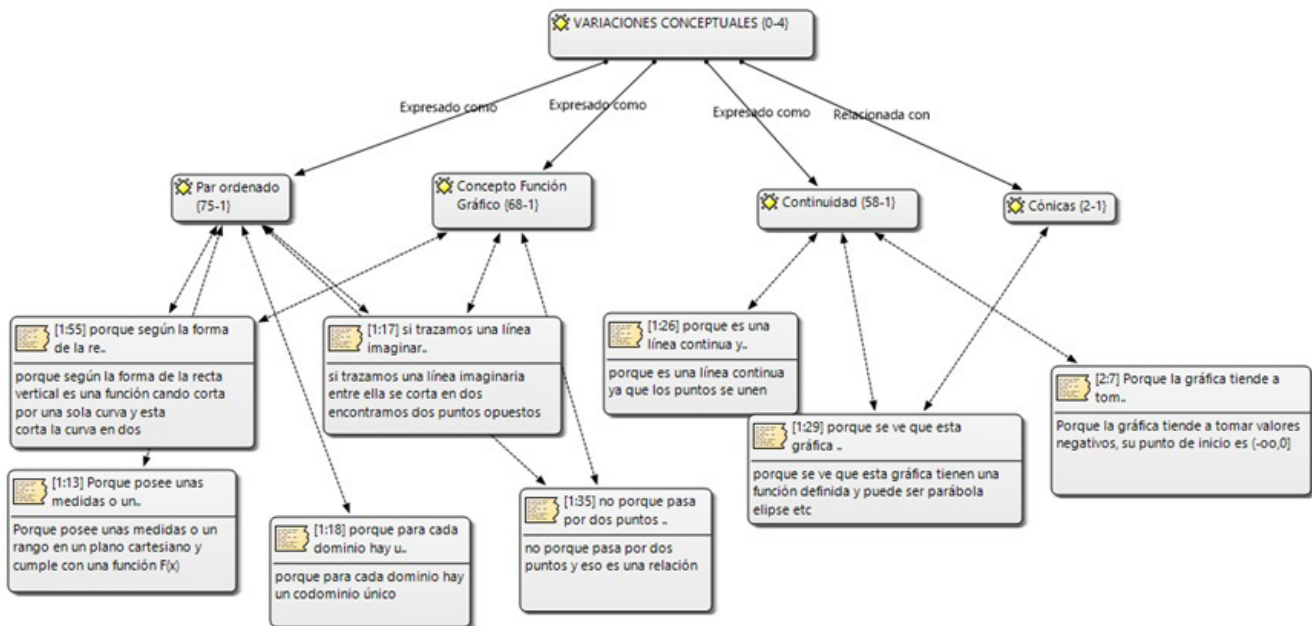 VARIACIONES CONCEPTUALES {0-4}
Expresado como
Expresado como
Expresado como
Relacionada con
Par ordenado
{75-1}
Concepto Función
Gráfico {68-1}
Continuidad {58-1}
Cónicas {2-1}
[1:55] porque según la forma
de la re..
porque según la forma de la recta
vertical es una función cando corta
por una sola curva y esta
corta la curva en dos
[1:17] si trazamos una línea
imaginar..
si trazamos una línea imaginaria
entre ella se corta en dos
encontramos dos puntos opuestos
[1:26] porque es una
línea continua y..
porque es una línea continua
ya que los puntos se unen
[2:7] Porque la gráfica tiende a
tom..
Porque la gráfica tiende a tomar valores
negativos, su punto de inicio es (-oo,0]
[1:29] porque se ve que esta
gráfica ..
porque se ve que esta gráfica tienen una
función definida y puede ser parábola
elipse etc
[1:13] Porque posee unas
medidas o un..
Porque posee unas medidas o un
rango en un plano cartesiano y
cumple con una función F(x)
[1:18] porque para cada
dominio hay u..
porque para cada dominio hay
un codominio único
[1:35] no porque pasa
por dos puntos ..
no porque pasa por dos
puntos y eso es una relación